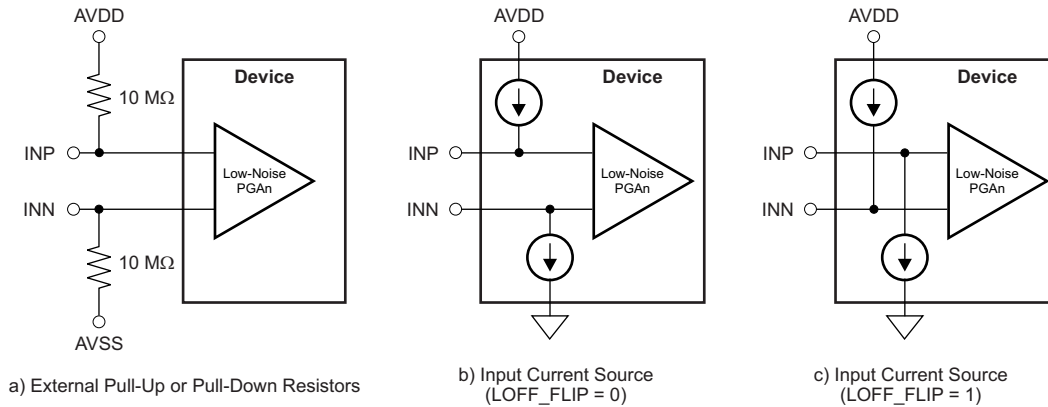 AVDD
Device
10 MΩ
INP
Low-Noise
PGAn
INN
10 MΩ
AVSS
a) External Pull-Up or Pull-Down Resistors
AVDD
Device
INP
Low-Noise
PGAn
INN
b) Input Current Source
(LOFF_FLIP = 0)
AVDD
Device
INP
Low-Noise
PGAn
INN
c) Input Current Source
(LOFF_FLIP = 1)